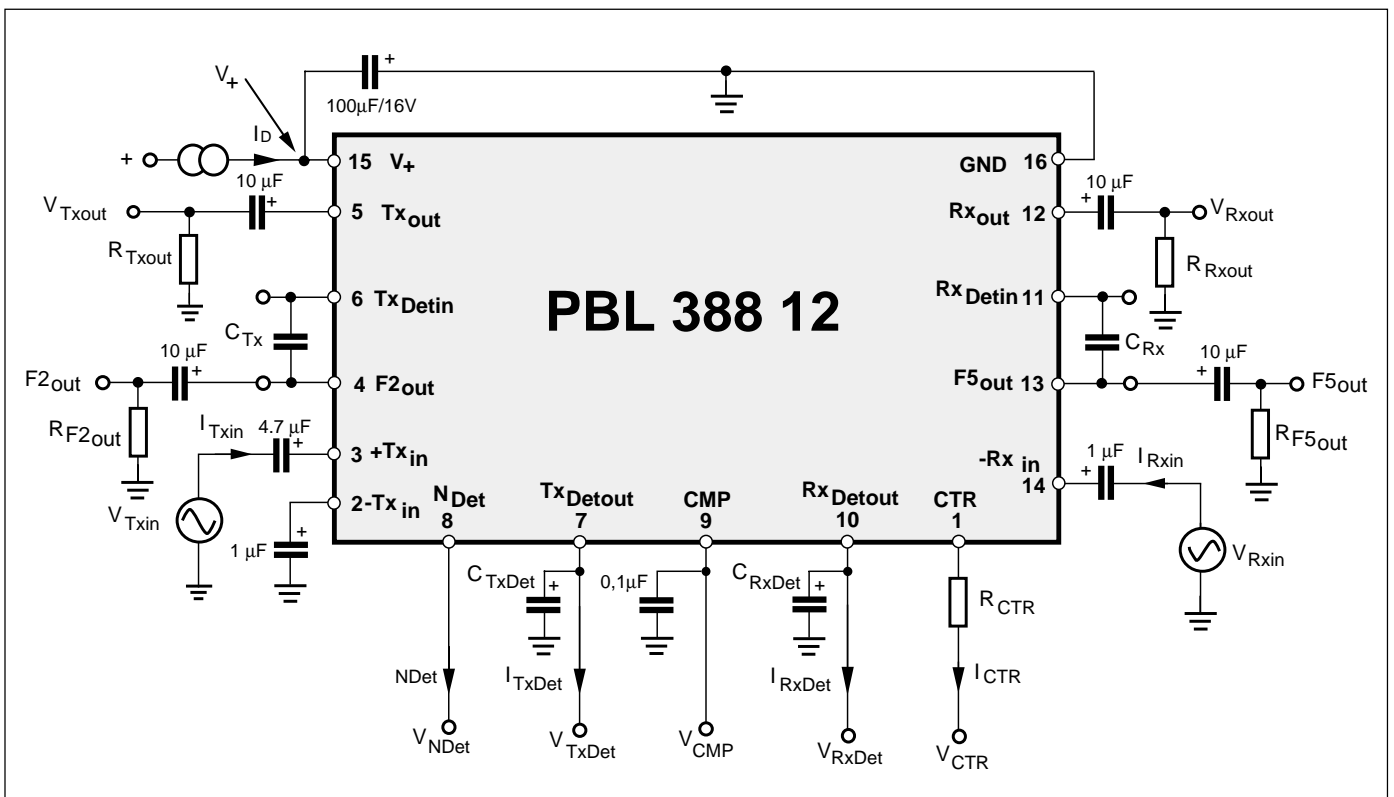 V+
+
100µF/16V
+
ID
15 V+
GND 16
10 µF
+
VTxout
5 Txout
RTxout
Rxout 12
10 µF
+
VRxout
RRxout
6 TxDetin
CTx
RxDetin 11
CRx
PBL 388 12
F2out
10 µF
+
4 F2out
RF2out
F5out 13
10 µF
+
F5out
RF5out
ITxin
4.7 µF
+
3 +Txin
VTxin
2 -Txin
1 µF
+
-Rxin
14
1 µF
+
IRxin
VRxin
NDet
8
TxDetout
7
CMP
9
RxDetout
10
CTR
1
CTxDet
+
0,1µF
CRxDet
+
RCTR
NDet
ITxDet
IRxDet
ICTR
VNDet
VTxDet
VCMP
VRxDet
VCTR